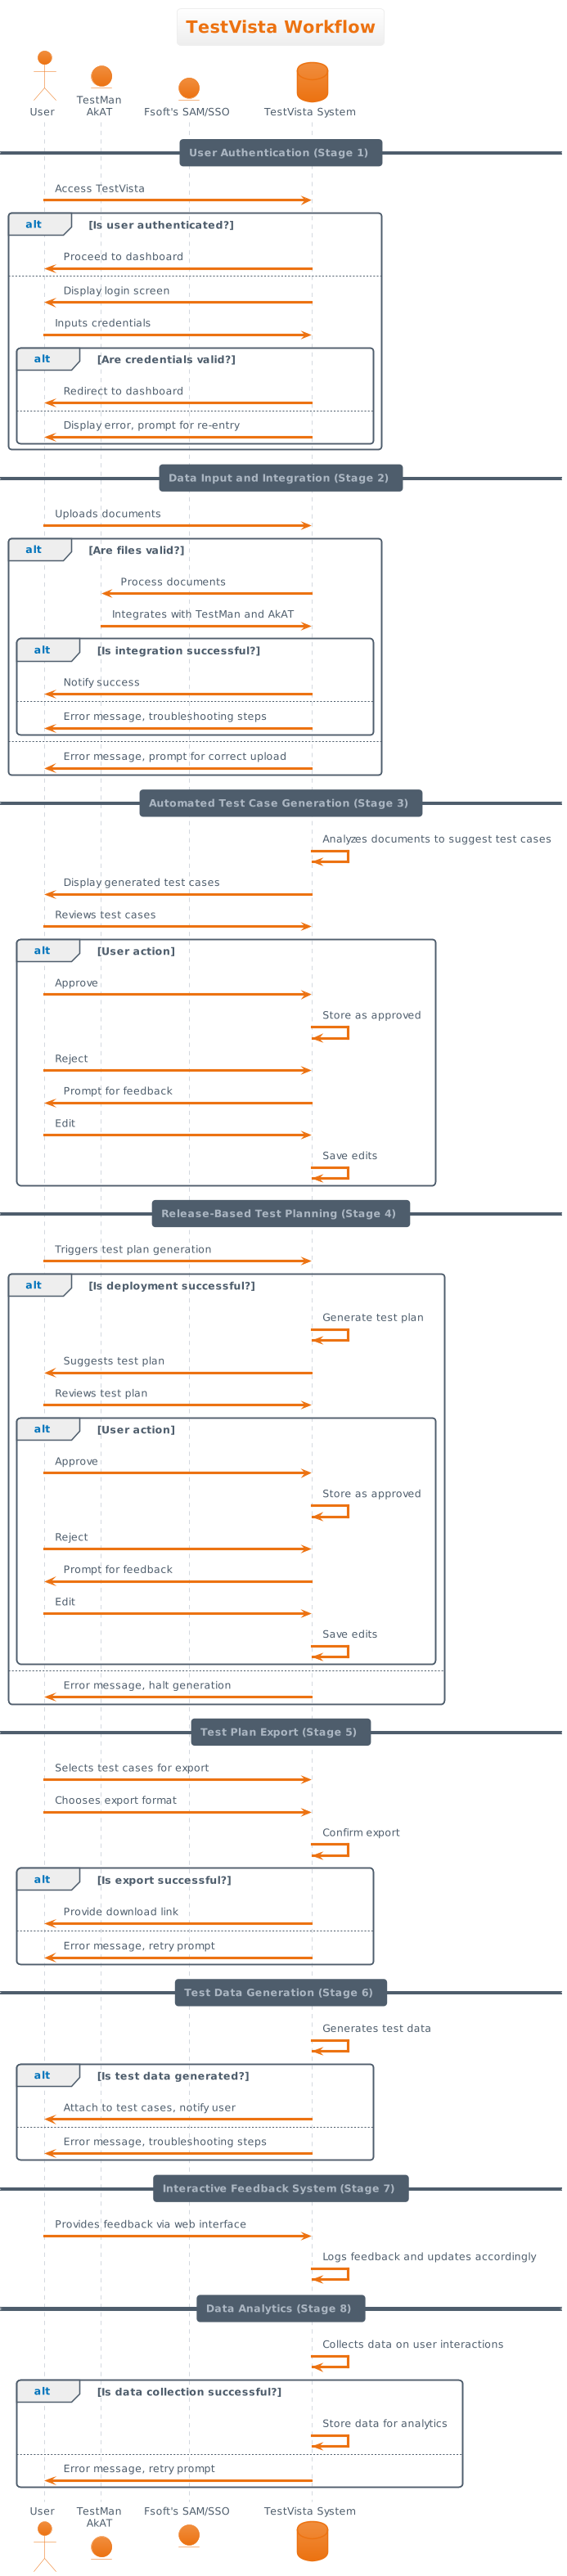 TestVista Workflow
User
TestMan
AkAT
Fsoft's SAM/SSO
TestVista System
User Authentication (Stage 1)
Access TestVista
alt [Is user authenticated?]
Proceed to dashboard
Display login screen
Inputs credentials
alt [Are credentials valid?]
Redirect to dashboard
Display error, prompt for re-entry
Data Input and Integration (Stage 2)
Uploads documents
alt [Are files valid?]
Process documents
Integrates with TestMan and AkAT
alt [Is integration successful?]
Notify success
Error message, troubleshooting steps
Error message, prompt for correct upload
Automated Test Case Generation (Stage 3)
Analyzes documents to suggest test cases
Display generated test cases
Reviews test cases
alt [User action]
Approve
Store as approved
Reject
Prompt for feedback
Edit
Save edits
Release-Based Test Planning (Stage 4)
Triggers test plan generation
alt [Is deployment successful?]
Generate test plan
Suggests test plan
Reviews test plan
alt [User action]
Approve
Store as approved
Reject
Prompt for feedback
Edit
Save edits
Error message, halt generation
Test Plan Export (Stage 5)
Selects test cases for export
Chooses export format
Confirm export
alt [Is export successful?]
Provide download link
Error message, retry prompt
Test Data Generation (Stage 6)
Generates test data
alt [Is test data generated?]
Attach to test cases, notify user
Error message, troubleshooting steps
Interactive Feedback System (Stage 7)
Provides feedback via web interface
Logs feedback and updates accordingly
Data Analytics (Stage 8)
Collects data on user interactions
alt [Is data collection successful?]
Store data for analytics
Error message, retry prompt
User
TestMan
AkAT
Fsoft's SAM/SSO
TestVista System